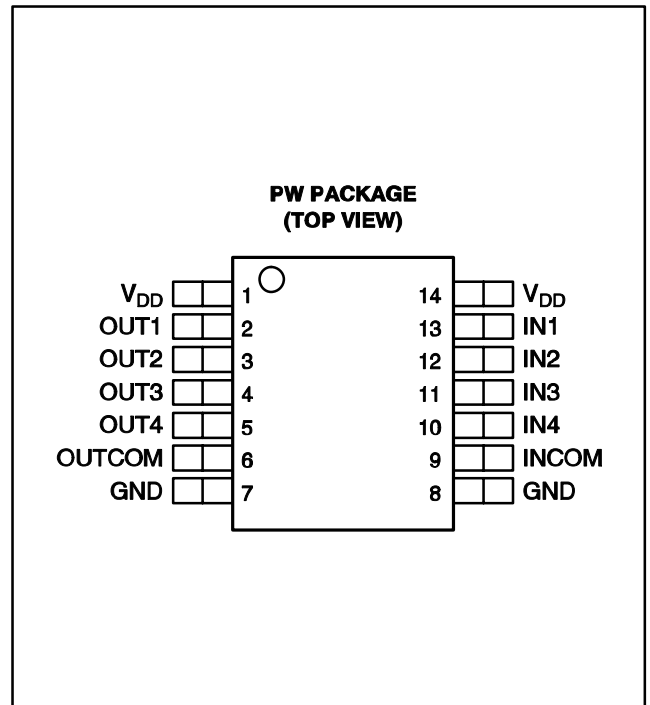 PW PACKAGE
(TOP VIEW)
VDD 1 14 VDD
OUT1 2 13 IN1
OUT2 3 12 IN2
OUT3 4 11 IN3
OUT4 5 10 IN4
OUTCOM 6 9 INCOM
GND 7 8 GND